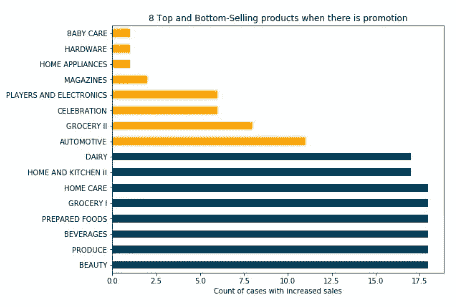 8 Top and Bottom-Selling products when there is promotion
BABY CARE
HARDWARE
HOME APPLIANCES
MAGAZINES
PLAYERS AND ELECTRONICS
CELEBRATION
GROCERY II
AUTOMOTIVE
DAIRY
HOME AND KITCHEN II
HOME CARE
GROCERY I
PREPARED FOODS
BEVERAGES
PRODUCE
BEAUTY
0.0 2.5 5.0 7.5 10.0 12.5 15.0 17.5
Count of cases with increased sales